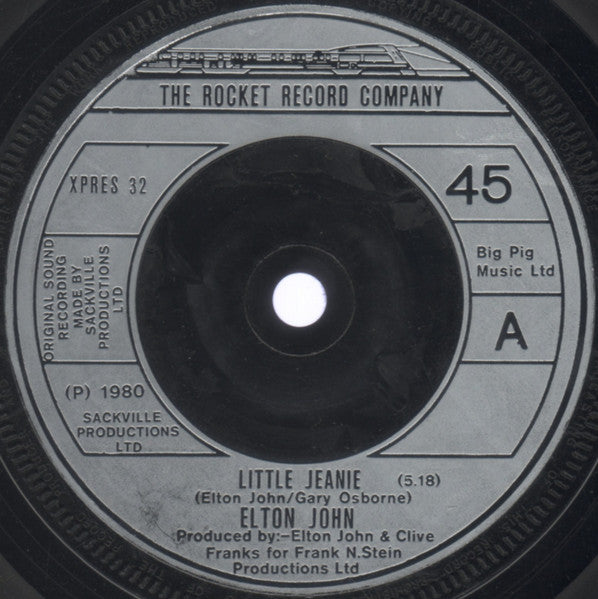 THE ROCKET RECORD COMPANY
XPRES 32
45
ORIGINAL SOUND
RECORDING
MADE BY
SACKVILLE
PRODUCTIONS
LTD
Big Pig
Music Ltd
A
(P) 1980
SACKVILLE
PRODUCTIONS
LTD
LITTLE JEANIE (5.18)
(Elton John/Gary Osborne)
ELTON JOHN
Produced by:-Elton John & Clive
Franks for Frank N.Stein
Productions Ltd